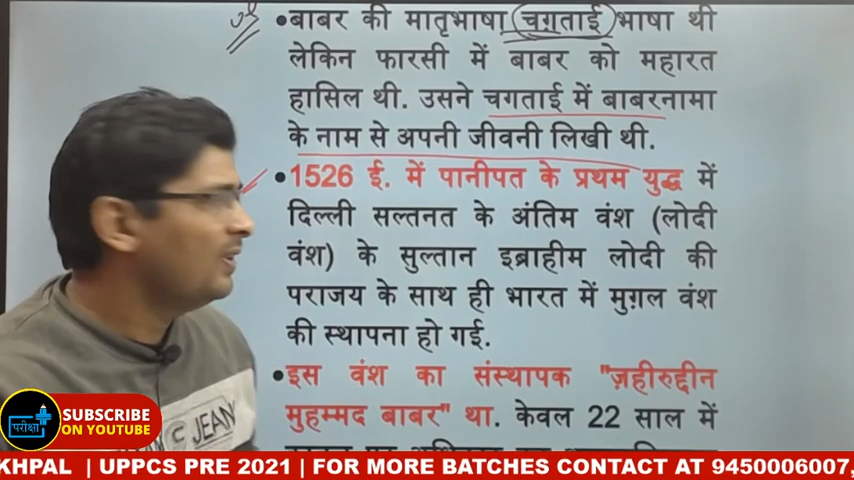 •बाबर की मातृभाषा चग़ताई भाषा थी
लेकिन फारसी में बाबर को महारत
हासिल थी. उसने चगताई में बाबरनामा
के नाम से अपनी जीवनी लिखी थी.
•1526 ई. में पानीपत के प्रथम युद्ध में
दिल्ली सल्तनत के अंतिम वंश (लोदी
वंश) के सुल्तान इब्राहीम लोदी की
पराजय के साथ ही भारत में मुग़ल वंश
की स्थापना हो गई.
•इस वंश का संस्थापक "ज़हीरुद्दीन
मुहम्मद बाबर" था. केवल 22 साल में
JEAN
परीक्षा
SUBSCRIBE
ON YOUTUBE
KHPAL | UPPCS PRE 2021 | FOR MORE BATCHES CONTACT AT 9450006007,